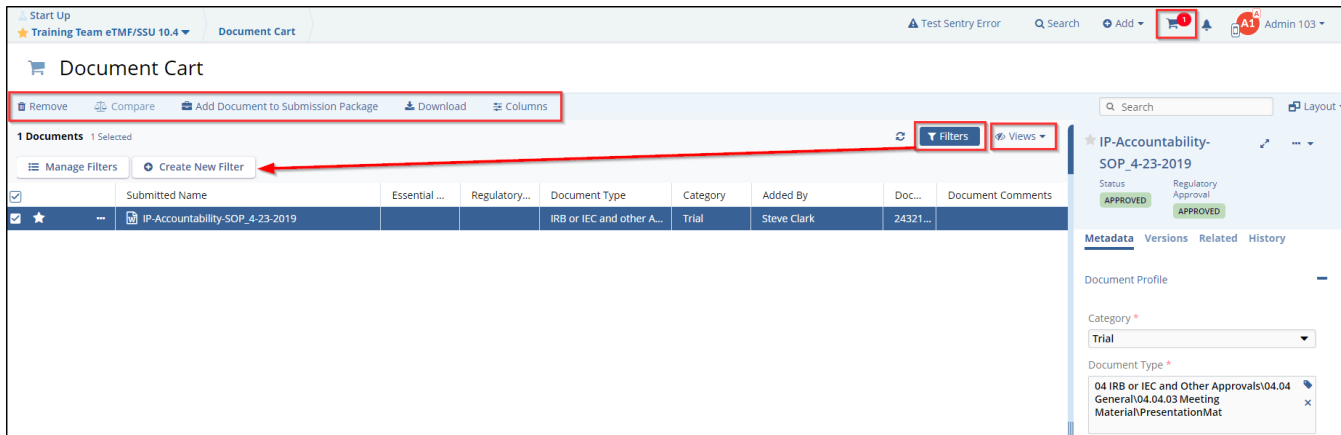 Start Up
Training Team eTMF/SSU 10.4 Document Cart
Test Sentry Error Search Add 1 A1 A Admin 103
Document Cart
Remove Compare Add Document to Submission Package Download Columns
Search Layout
1 Documents 1 Selected Filters Views
Manage Filters Create New Filter
Submitted Name Essential ... Regulatory... Document Type Category Added By Doc... Document Comments
IP-Accountability-SOP_4-23-2019 IRB or IEC and other A... Trial Steve Clark 24321...
IP-Accountability-
SOP_4-23-2019
Status Regulatory
Approval
APPROVED
APPROVED
Metadata Versions Related History
Document Profile
Category *
Trial
Document Type *
04 IRB or IEC and Other Approvals\04.04
General\04.04.03 Meeting
Material\PresentationMat